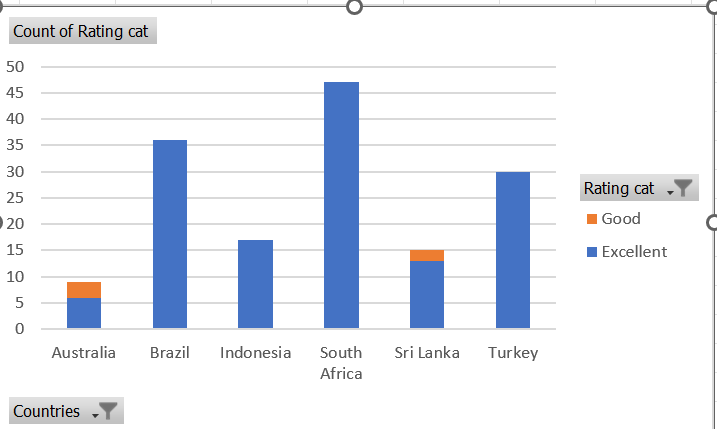 Count of Rating cat
50
45
40
35
30
25
20
15
10
5
0
Australia Brazil Indonesia South Africa Sri Lanka Turkey
Rating cat
Good
Excellent
Countries